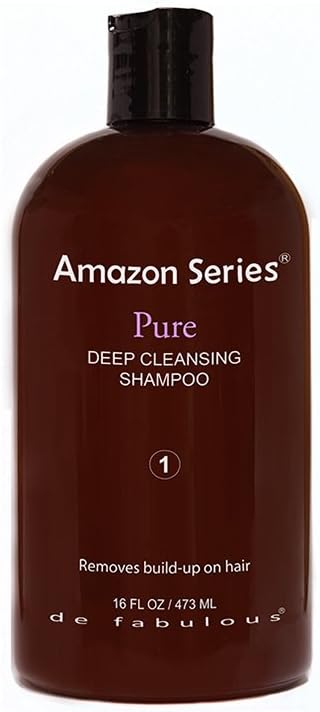 Amazon Series®
Pure
DEEP CLEANSING
SHAMPOO
1
Removes build-up on hair
16 FL OZ / 473 ML
de fabulous®